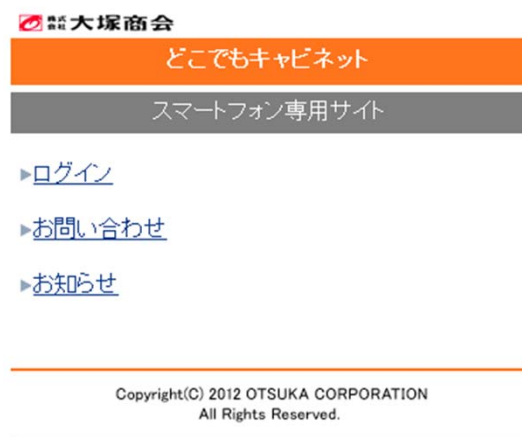 株式会社大塚商会
どこでもキャビネット
スマートフォン専用サイト
ログイン
お問い合わせ
お知らせ
Copyright(C) 2012 OTSUKA CORPORATION
All Rights Reserved.